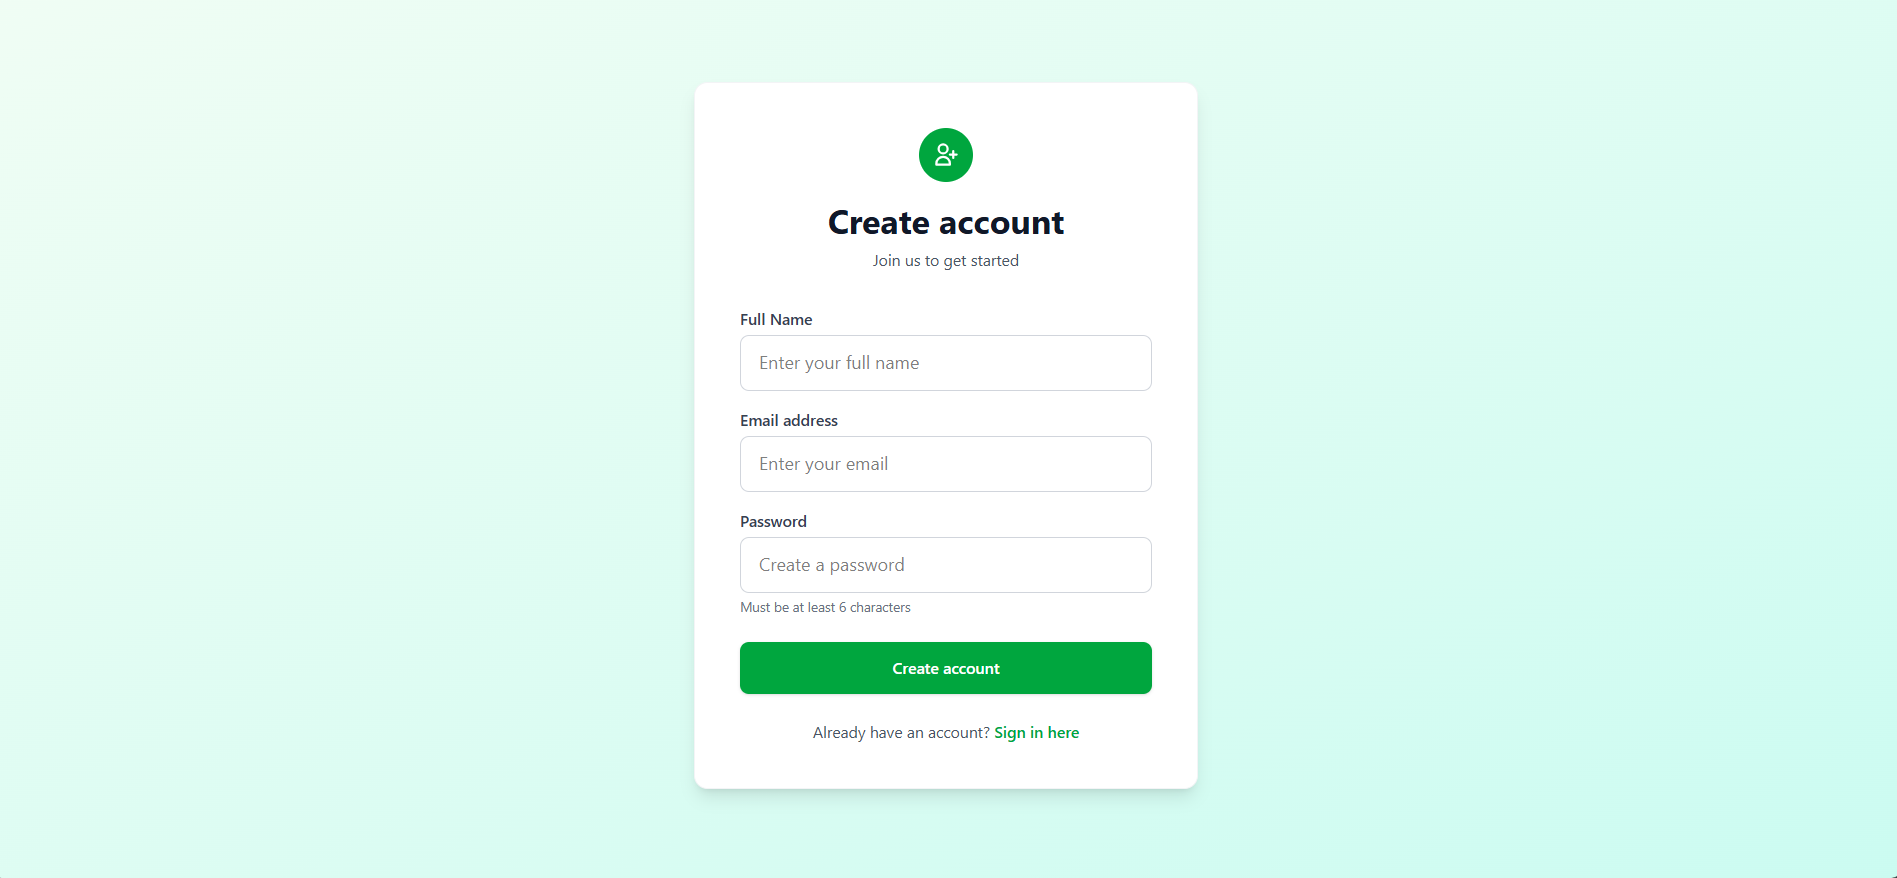 Create account
Join us to get started
Full Name
Enter your full name
Email address
Enter your email
Password
Create a password
Must be at least 6 characters
Create account
Already have an account? Sign in here